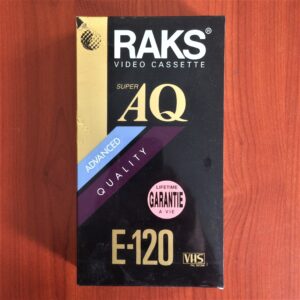 RAKS®
VIDEO CASSETTE
SUPER
AQ
ADVANCED
QUALITY
LIFETIME
GARANTIE
A VIE
E-120
VHS